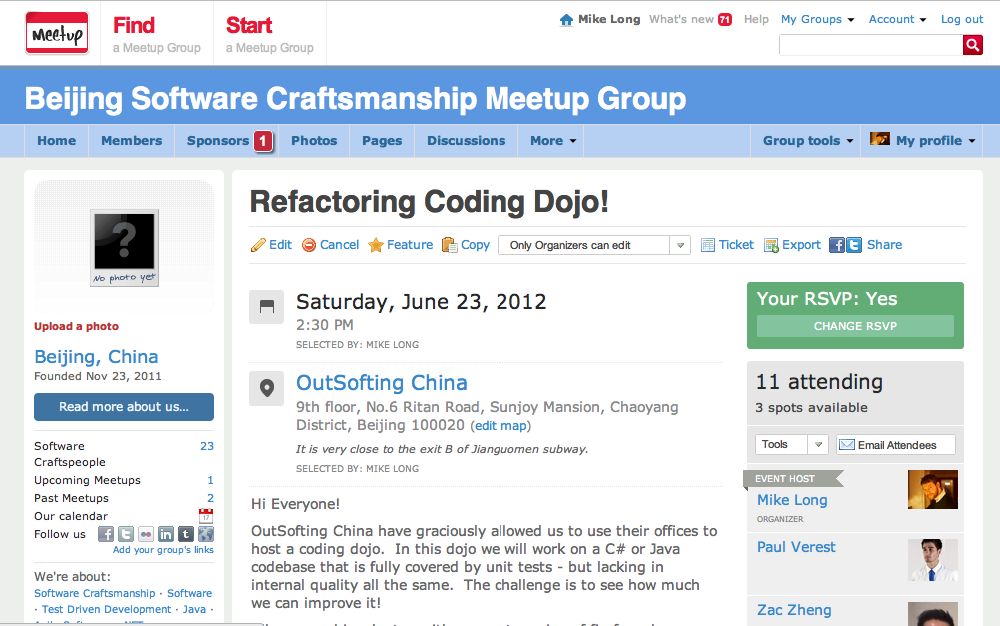 Meetup
Find
a Meetup Group
Start
a Meetup Group
Mike Long What's new 71 Help My Groups Account Log out
Beijing Software Craftsmanship Meetup Group
Home Members Sponsors 1 Photos Pages Discussions More Group tools My profile
No photo yet
Upload a photo
Beijing, China
Founded Nov 23, 2011
Read more about us...
Software Craftspeople 23
Upcoming Meetups 1
Past Meetups 2
Our calendar 17
Follow us
Add your group's links
We're about:
Software Craftsmanship · Software
· Test Driven Development · Java ·
Refactoring Coding Dojo!
Edit Cancel Feature Copy Only Organizers can edit Ticket Export Share
Saturday, June 23, 2012
2:30 PM
SELECTED BY: MIKE LONG
OutSofting China
9th floor, No.6 Ritan Road, Sunjoy Mansion, Chaoyang
District, Beijing 100020 (edit map)
It is very close to the exit B of Jianguomen subway.
SELECTED BY: MIKE LONG
Hi Everyone!
OutSofting China have graciously allowed us to use their offices to
host a coding dojo. In this dojo we will work on a C# or Java
codebase that is fully covered by unit tests - but lacking in
internal quality all the same. The challenge is to see how much
we can improve it!
Your RSVP: Yes
CHANGE RSVP
11 attending
3 spots available
Tools Email Attendees
EVENT HOST
Mike Long
ORGANIZER
Paul Verest
Zac Zheng